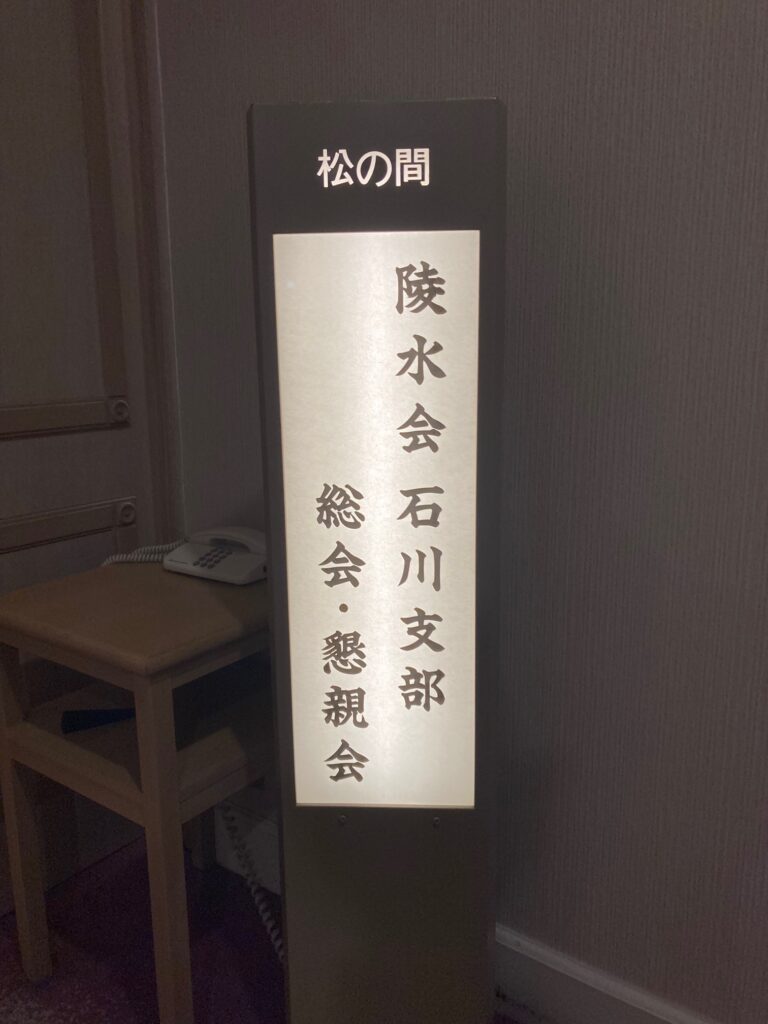 松の間
陵水会 石川支部
総会・懇親会